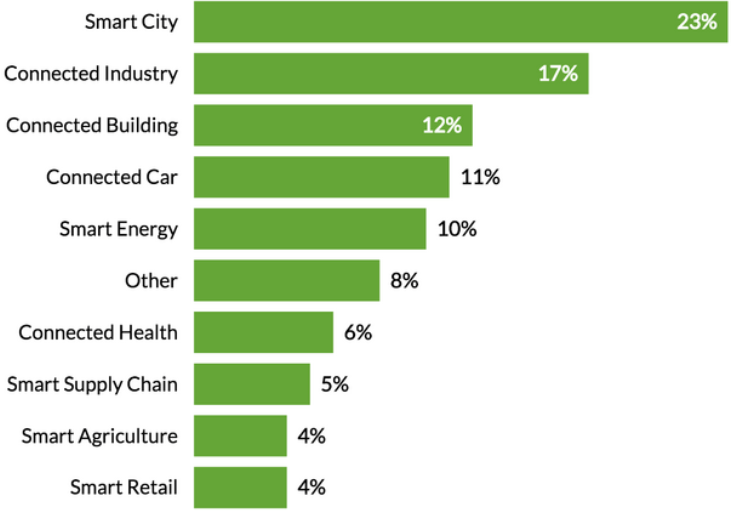 Smart City 23%
Connected Industry 17%
Connected Building 12%
Connected Car 11%
Smart Energy 10%
Other 8%
Connected Health 6%
Smart Supply Chain 5%
Smart Agriculture 4%
Smart Retail 4%